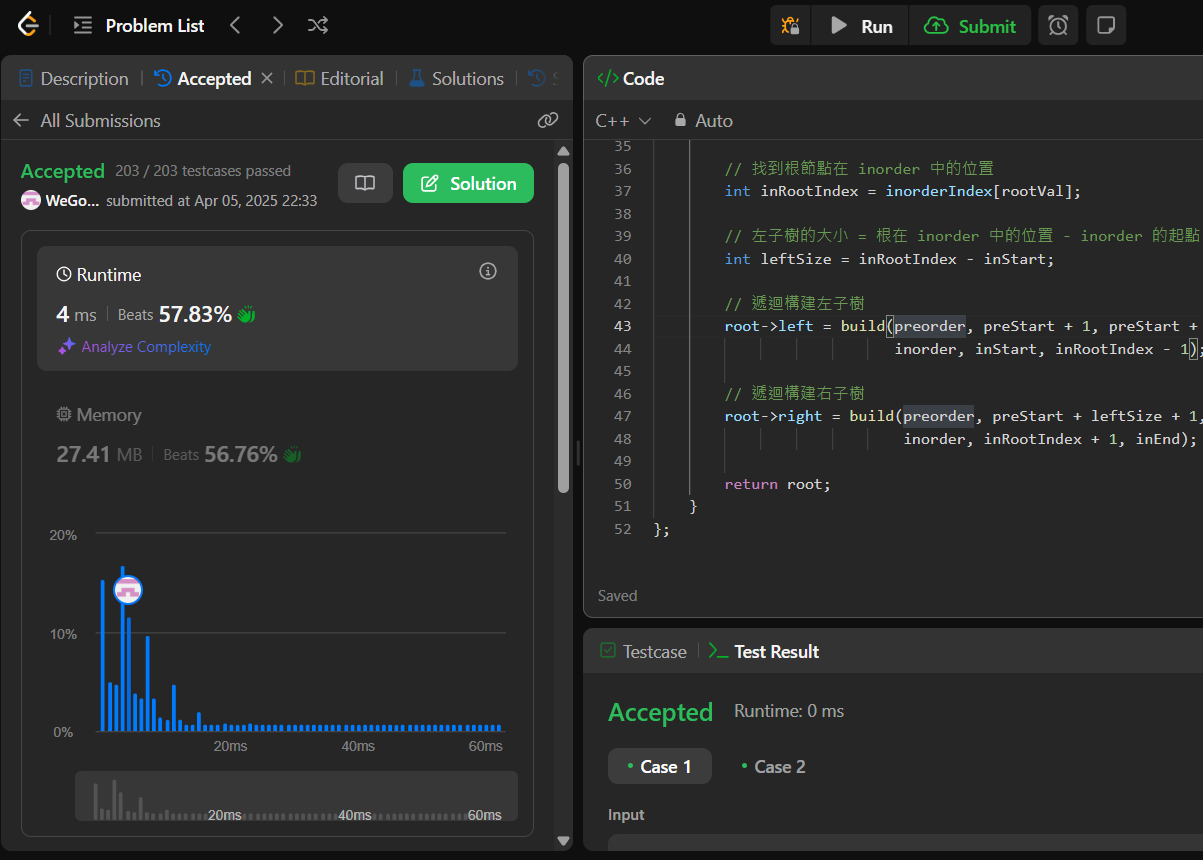 Problem List
Run
Submit
Description
Accepted
Editorial
Solutions
All Submissions
Accepted 203 / 203 testcases passed
WeGo... submitted at Apr 05, 2025 22:33
Solution
Runtime
4 ms Beats 57.83%
Analyze Complexity
Memory
27.41 MB Beats 56.76%
20%
10%
0%
20ms 40ms 60ms
20ms 40ms 60ms
</> Code
C++ Auto
35
36 // 找到根節點在 inorder 中的位置
37 int inRootIndex = inorderIndex[rootVal];
38
39 // 左子樹的大小 = 根在 inorder 中的位置 - inorder 的起點
40 int leftSize = inRootIndex - inStart;
41
42 // 遞迴構建左子樹
43 root->left = build(preorder, preStart + 1, preStart +
44 inorder, inStart, inRootIndex - 1);
45
46 // 遞迴構建右子樹
47 root->right = build(preorder, preStart + leftSize + 1,
48 inorder, inRootIndex + 1, inEnd);
49
50 return root;
51 }
52 };
Saved
Testcase
>_ Test Result
Accepted Runtime: 0 ms
• Case 1 • Case 2
Input